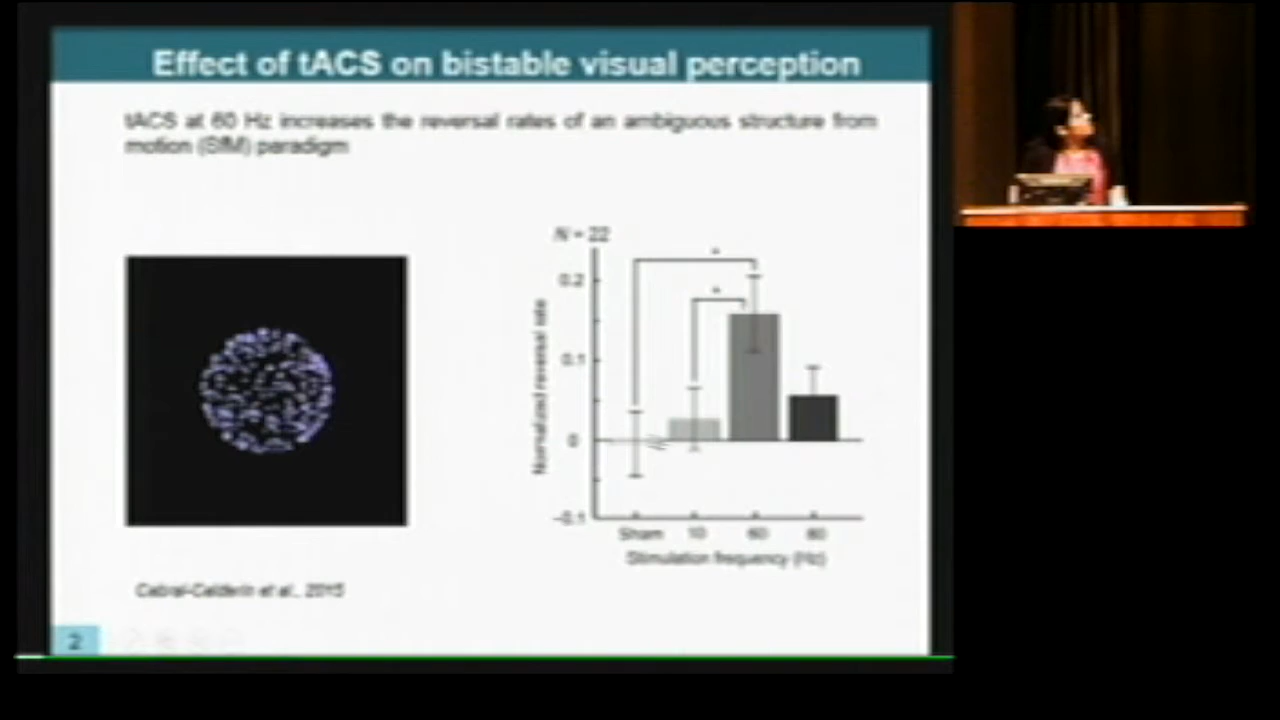 Effect of tACS on bistable visual perception
tACS at 60 Hz increases the reversal rates of an ambiguous structure from
motion (SfM) paradigm
N = 22
*
*
0.2
0.1
0
-0.1
Normalized reversal rate
Sham 10 60 80
Stimulation frequency (Hz)
Cabral-Calderin et al., 2015
2